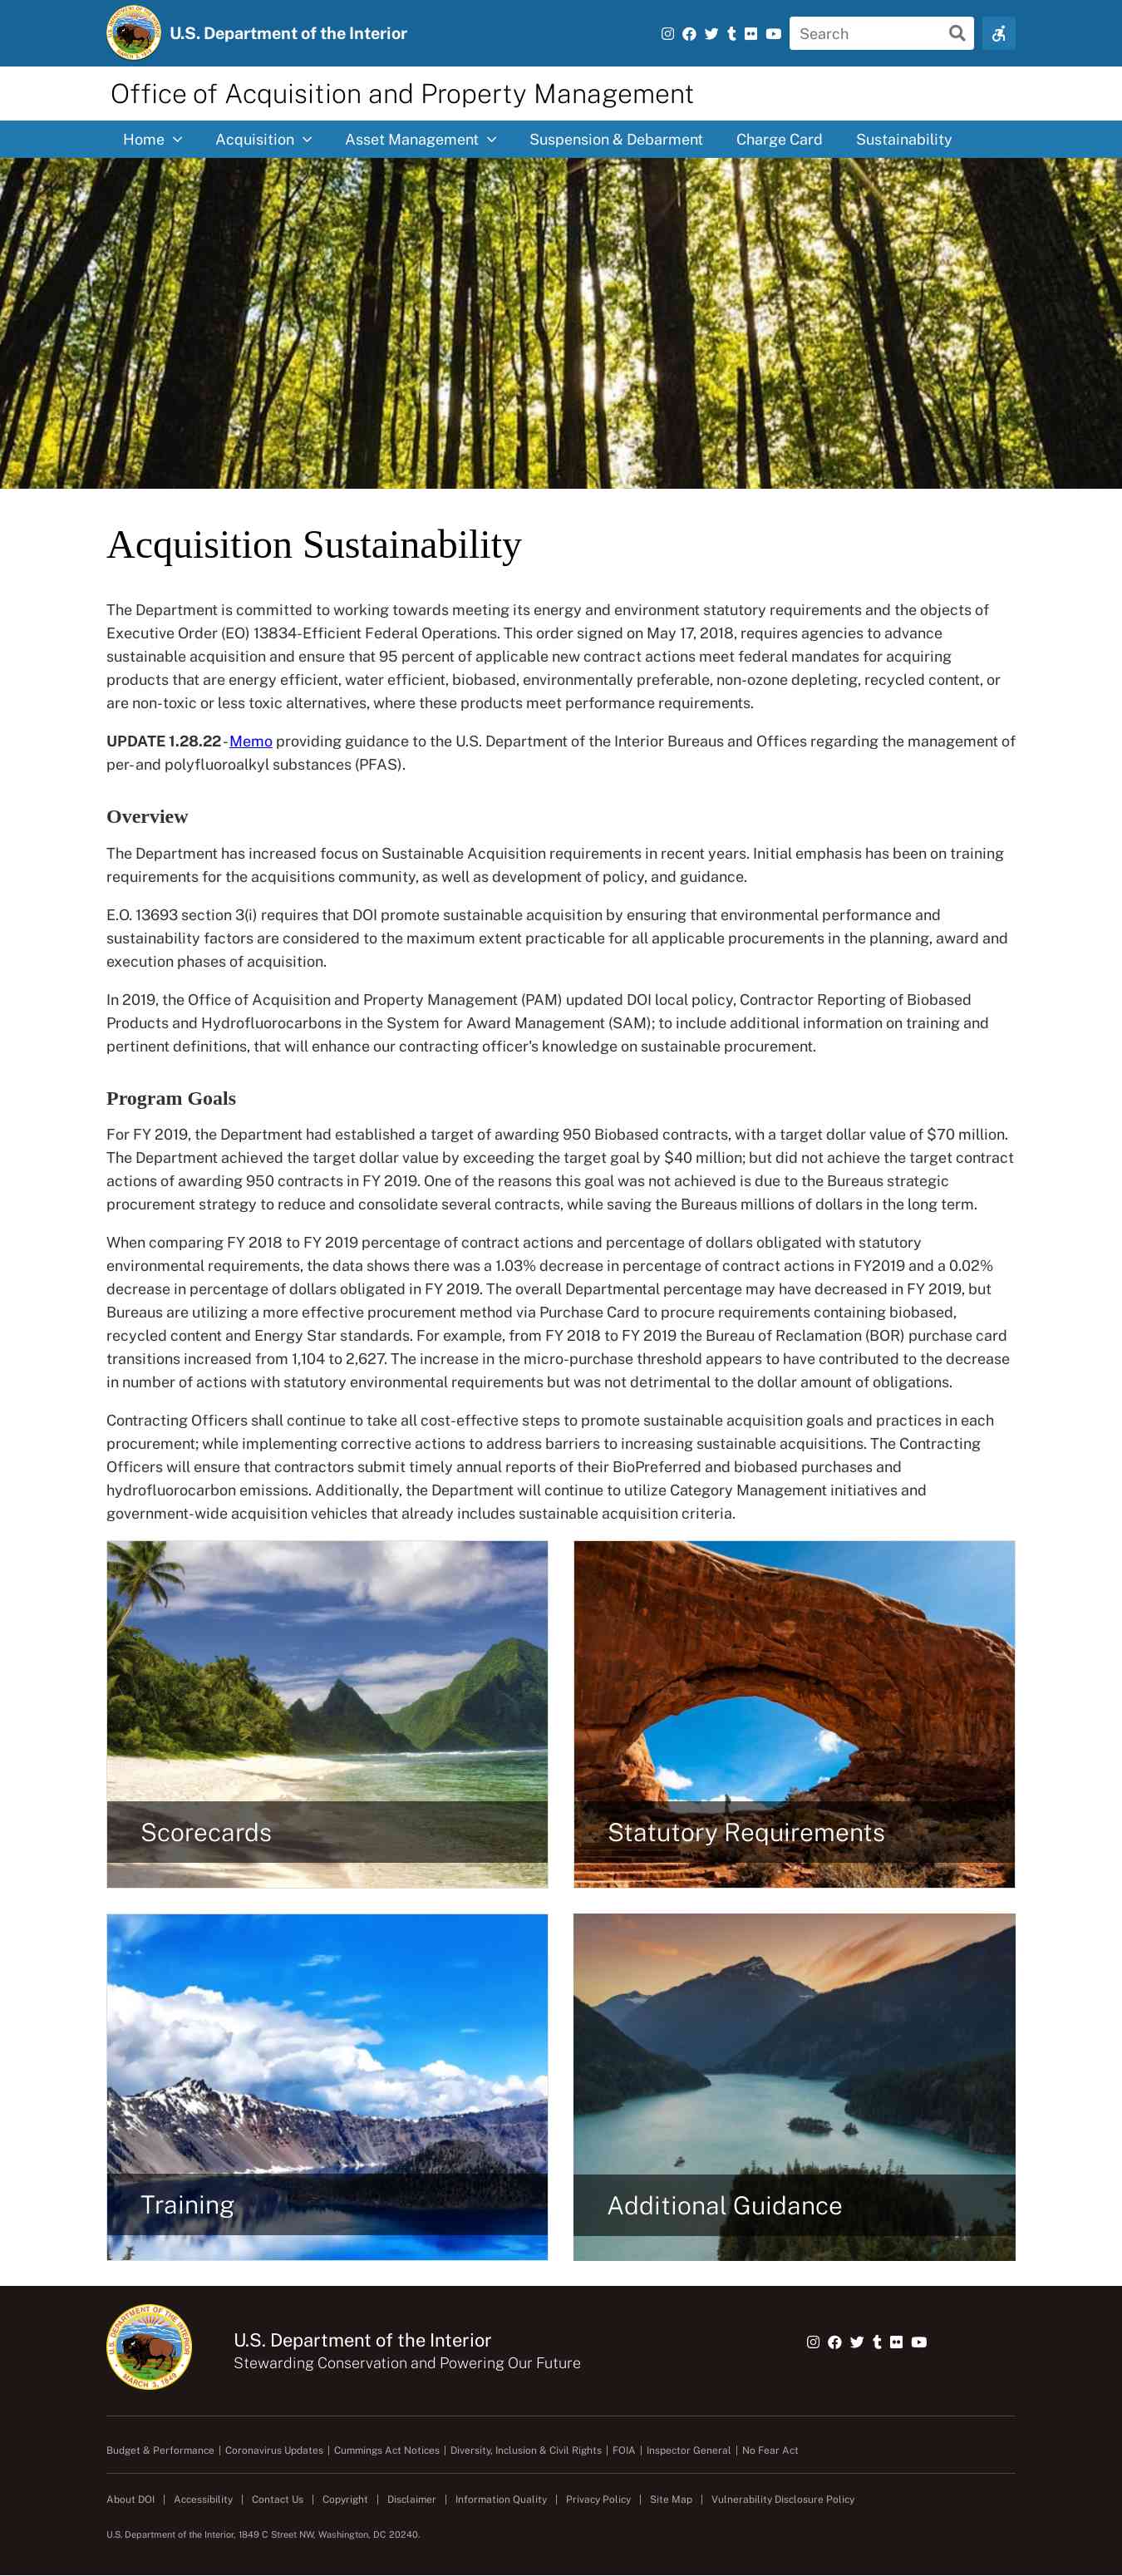 U.S. Department of the Interior
Search
Office of Acquisition and Property Management
Home Acquisition Asset Management Suspension & Debarment Charge Card Sustainability
Acquisition Sustainability
The Department is committed to working towards meeting its energy and environment statutory requirements and the objects of
Executive Order (EO) 13834-Efficient Federal Operations. This order signed on May 17, 2018, requires agencies to advance
sustainable acquisition and ensure that 95 percent of applicable new contract actions meet federal mandates for acquiring
products that are energy efficient, water efficient, biobased, environmentally preferable, non-ozone depleting, recycled content, or
are non-toxic or less toxic alternatives, where these products meet performance requirements.
UPDATE 1.28.22 - Memo providing guidance to the U.S. Department of the Interior Bureaus and Offices regarding the management of
per- and polyfluoroalkyl substances (PFAS).
Overview
The Department has increased focus on Sustainable Acquisition requirements in recent years. Initial emphasis has been on training
requirements for the acquisitions community, as well as development of policy, and guidance.
E.O. 13693 section 3(i) requires that DOI promote sustainable acquisition by ensuring that environmental performance and
sustainability factors are considered to the maximum extent practicable for all applicable procurements in the planning, award and
execution phases of acquisition.
In 2019, the Office of Acquisition and Property Management (PAM) updated DOI local policy, Contractor Reporting of Biobased
Products and Hydrofluorocarbons in the System for Award Management (SAM); to include additional information on training and
pertinent definitions, that will enhance our contracting officer's knowledge on sustainable procurement.
Program Goals
For FY 2019, the Department had established a target of awarding 950 Biobased contracts, with a target dollar value of $70 million.
The Department achieved the target dollar value by exceeding the target goal by $40 million; but did not achieve the target contract
actions of awarding 950 contracts in FY 2019. One of the reasons this goal was not achieved is due to the Bureaus strategic
procurement strategy to reduce and consolidate several contracts, while saving the Bureaus millions of dollars in the long term.
When comparing FY 2018 to FY 2019 percentage of contract actions and percentage of dollars obligated with statutory
environmental requirements, the data shows there was a 1.03% decrease in percentage of contract actions in FY2019 and a 0.02%
decrease in percentage of dollars obligated in FY 2019. The overall Departmental percentage may have decreased in FY 2019, but
Bureaus are utilizing a more effective procurement method via Purchase Card to procure requirements containing biobased,
recycled content and Energy Star standards. For example, from FY 2018 to FY 2019 the Bureau of Reclamation (BOR) purchase card
transitions increased from 1,104 to 2,627. The increase in the micro-purchase threshold appears to have contributed to the decrease
in number of actions with statutory environmental requirements but was not detrimental to the dollar amount of obligations.
Contracting Officers shall continue to take all cost-effective steps to promote sustainable acquisition goals and practices in each
procurement; while implementing corrective actions to address barriers to increasing sustainable acquisitions. The Contracting
Officers will ensure that contractors submit timely annual reports of their BioPreferred and biobased purchases and
hydrofluorocarbon emissions. Additionally, the Department will continue to utilize Category Management initiatives and
government-wide acquisition vehicles that already includes sustainable acquisition criteria.
Scorecards
Statutory Requirements
Training
Additional Guidance
U.S. DEPARTMENT OF THE INTERIOR
MARCH 3, 1849
U.S. Department of the Interior
Stewarding Conservation and Powering Our Future
Budget & Performance | Coronavirus Updates | Cummings Act Notices | Diversity, Inclusion & Civil Rights | FOIA | Inspector General | No Fear Act
About DOI | Accessibility | Contact Us | Copyright | Disclaimer | Information Quality | Privacy Policy | Site Map | Vulnerability Disclosure Policy
U.S. Department of the Interior, 1849 C Street NW, Washington, DC 20240.